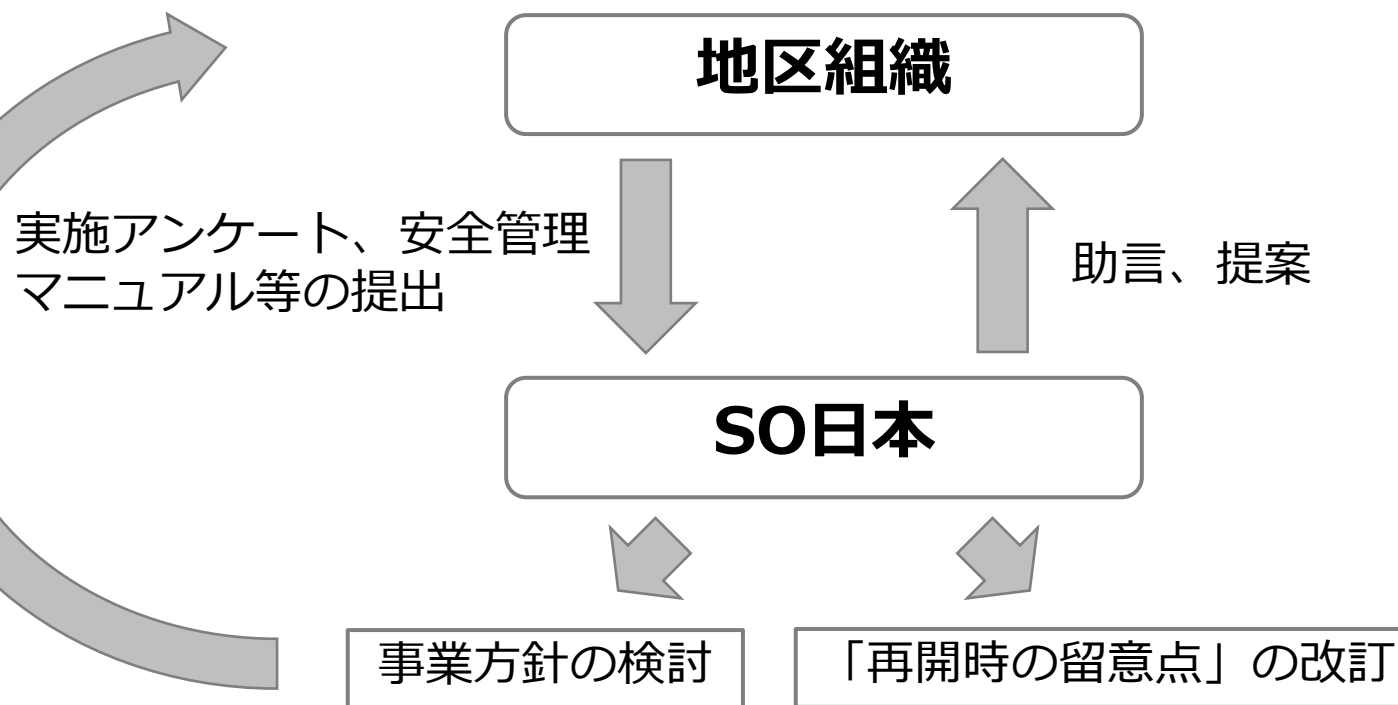 地区組織
実施アンケート、安全管理
マニュアル等の提出
助言、提案
SO日本
事業方針の検討
「再開時の留意点」の改訂